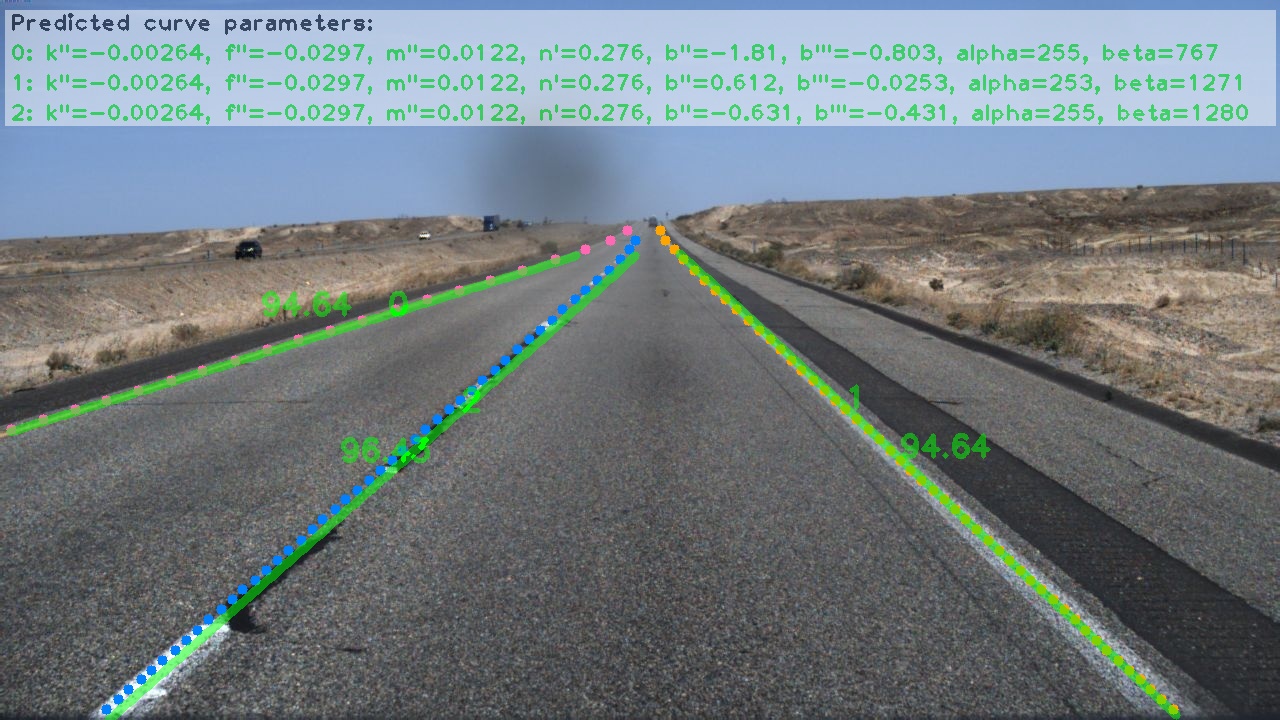 Predicted curve parameters:
0: k''=-0.00264, f''=-0.0297, m''=0.0122, n'=0.276, b''=-1.81, b'''=-0.803, alpha=255, beta=767
1: k''=-0.00264, f''=-0.0297, m''=0.0122, n'=0.276, b''=0.612, b'''=-0.0253, alpha=253, beta=1271
2: k''=-0.00264, f''=-0.0297, m''=0.0122, n'=0.276, b''=-0.631, b'''=-0.431, alpha=255, beta=1280
94.64 0
2 1
96.43 94.64